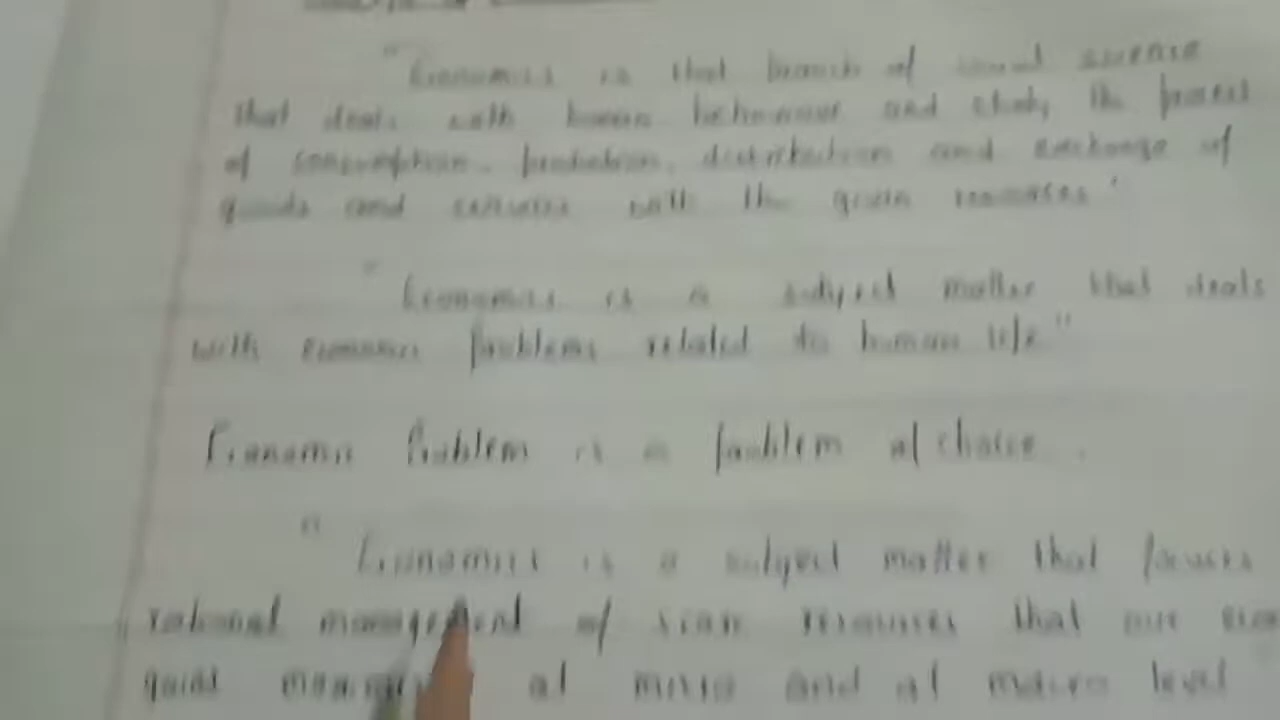 "Economics is that branch of social science
that deals with human behaviour and study the process
of consumption, production, distribution and exchange of
goods and services with the given resources"
"Economics is a subject matter that deals
with economic problems related to human life"
Economic Problem is a problem of choice.
"Economics is a subject matter that focuses
rational management of scarce resources that our
at micro and at macro level